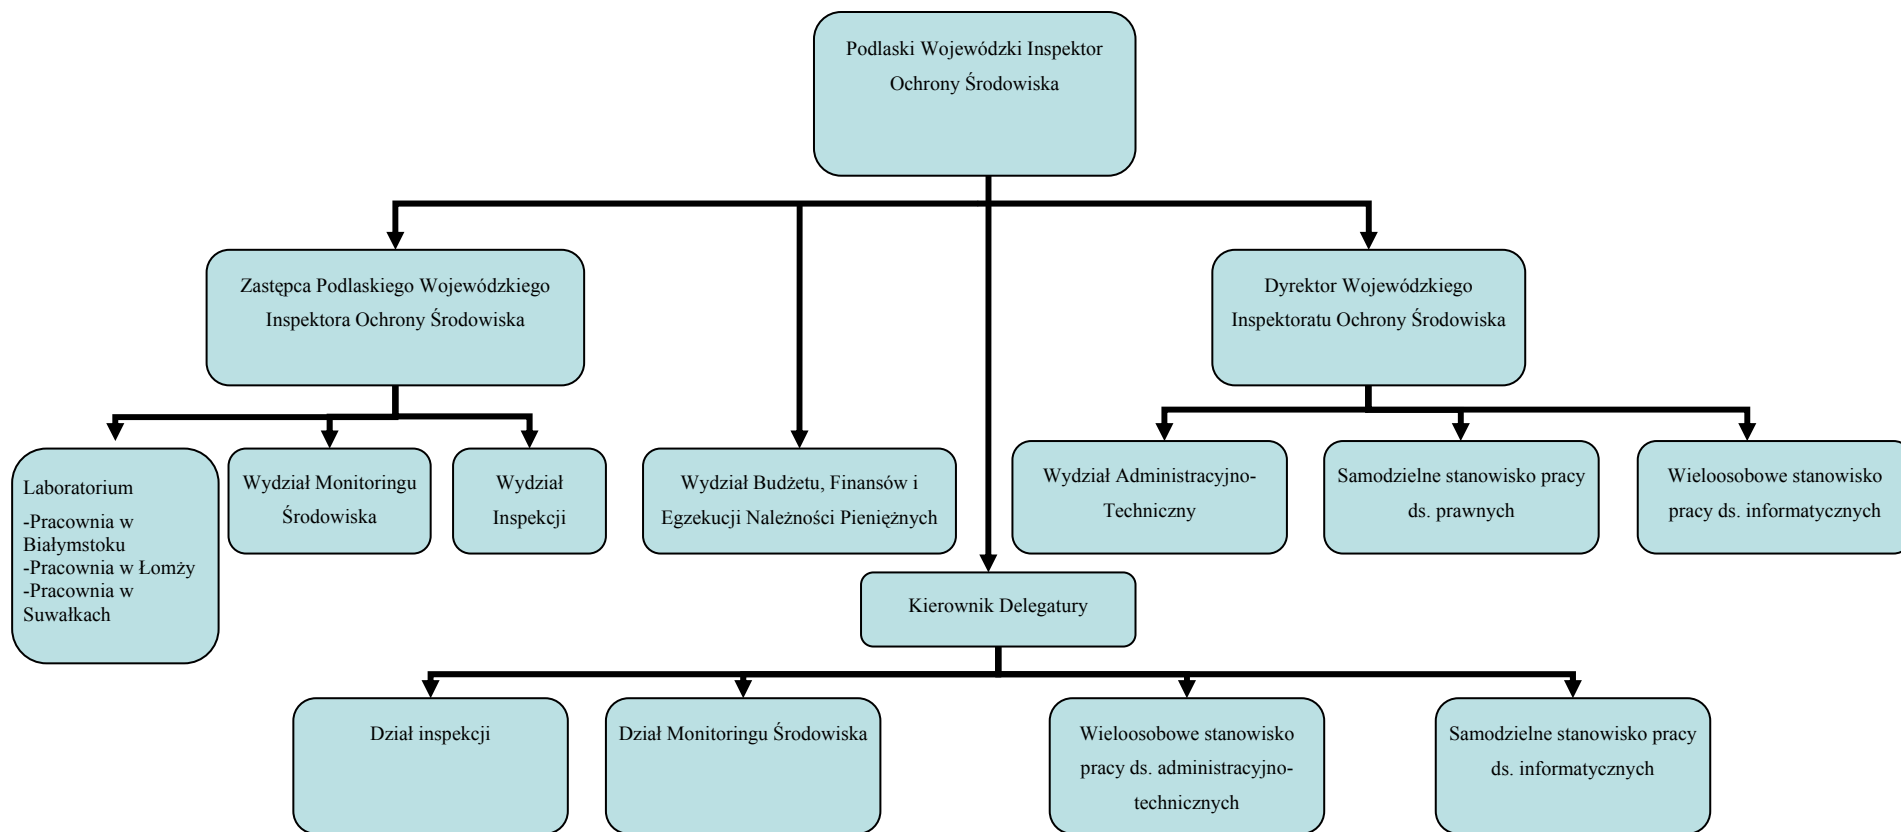 Podlaski Wojewódzki Inspektor
Ochrony Środowiska
Zastępca Podlaskiego Wojewódzkiego
Inspektora Ochrony Środowiska
Dyrektor Wojewódzkiego
Inspektoratu Ochrony Środowiska
Laboratorium
-Pracownia w
Białymstoku
-Pracownia w Łomży
-Pracownia w
Suwałkach
Wydział Monitoringu
Środowiska
Wydział
Inspekcji
Wydział Budżetu, Finansów i
Egzekucji Należności Pieniężnych
Wydział Administracyjno-
Techniczny
Samodzielne stanowisko pracy
ds. prawnych
Wieloosobowe stanowisko
pracy ds. informatycznych
Kierownik Delegatury
Dział inspekcji
Dział Monitoringu Środowiska
Wieloosobowe stanowisko
pracy ds. administracyjno-
technicznych
Samodzielne stanowisko pracy
ds. informatycznych